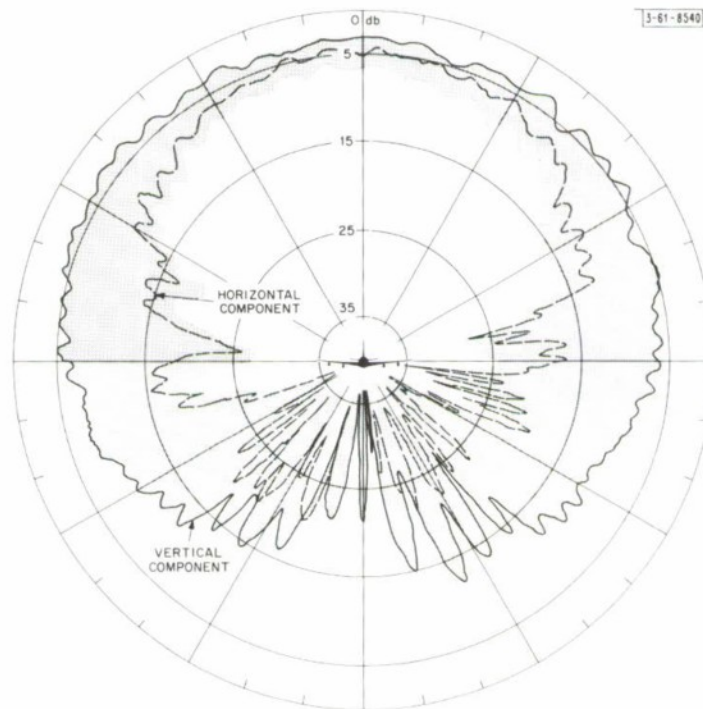 0 db
3-61-8540
5
15
25
35
HORIZONTAL
COMPONENT
VERTICAL
COMPONENT